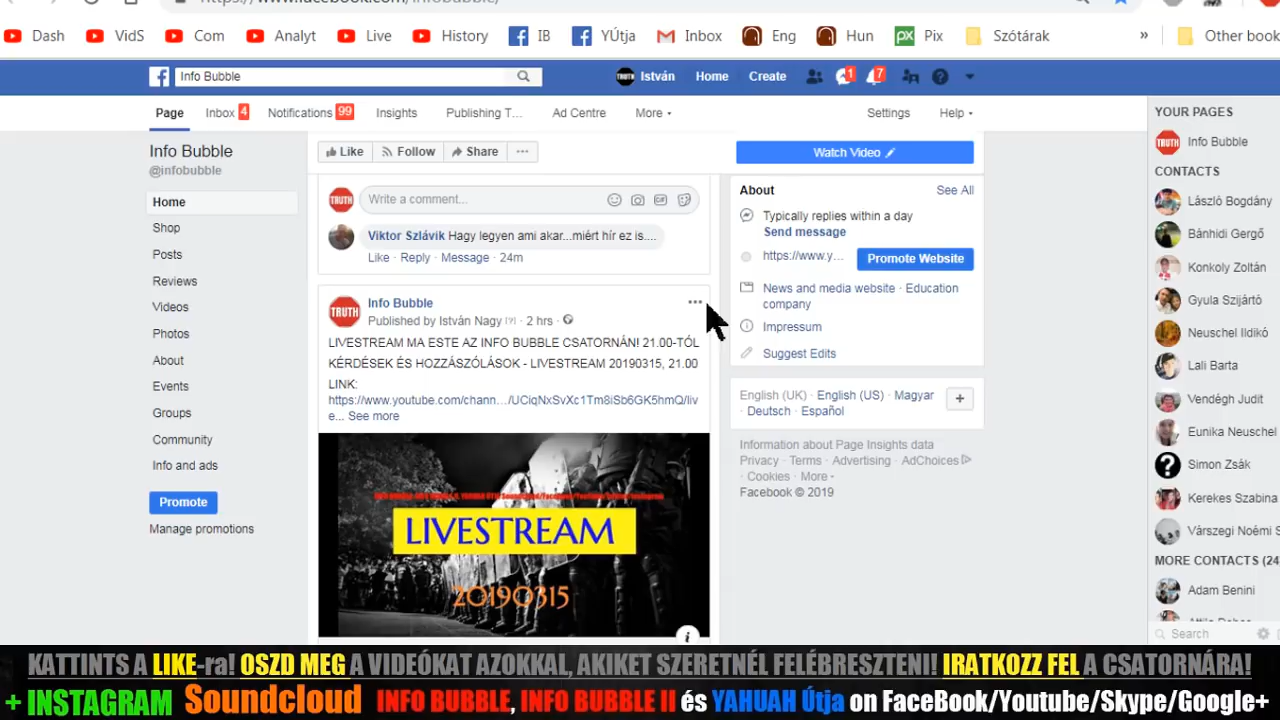 https://www.facebook.com/infobubble/
Dash VidS Com Analyt Live History IB YÚtja Inbox Eng Hun Pix Szótárak » Other book
Info Bubble István Home Create 1 7
Page Inbox 4 Notifications 99 Insights Publishing T... Ad Centre More Settings Help
YOUR PAGES
Info Bubble
CONTACTS
László Bogdány
Bánhidi Gergő
Konkoly Zoltán
Gyula Szijártó
Neuschel Ildikó
Lali Barta
Vendégh Judit
Eunika Neuschel
Simon Zsák
Kerekes Szabina
Várszegi Noémi S
MORE CONTACTS (24
Adam Benini
Search
Info Bubble
@infobubble
Home
Shop
Posts
Reviews
Videos
Photos
About
Events
Groups
Community
Info and ads
Promote
Manage promotions
Like Follow Share ...
Watch Video
TRUTH
Write a comment...
Viktor Szlávik Hagy legyen ami akar...miért hír ez is....
Like · Reply · Message · 24m
TRUTH
Info Bubble
Published by István Nagy [?] · 2 hrs ·
LIVESTREAM MA ESTE AZ INFO BUBBLE CSATORNÁN! 21.00-TÓL
KÉRDÉSEK ÉS HOZZÁSZÓLÁSOK - LIVESTREAM 20190315, 21.00
LINK:
https://www.youtube.com/chann.../UCiqNxSvXc1Tm8iSb6GK5hmQ/liv
e... See more
LIVESTREAM
20190315
About See All
Typically replies within a day
Send message
https://www.y... Promote Website
News and media website · Education
company
Impressum
Suggest Edits
English (UK) · English (US) · Magyar
· Deutsch · Español
Information about Page Insights data
Privacy · Terms · Advertising · AdChoices
· Cookies · More
Facebook © 2019
KATTINTS A LIKE-ra! OSZD MEG A VIDEÓKAT AZOKKAL, AKIKET SZERETNÉL FELÉBRESZTENI! IRATKOZZ FEL A CSATORNÁRA!
+ INSTAGRAM Soundcloud INFO BUBBLE, INFO BUBBLE II és YAHUAH Útja on FaceBook/Youtube/Skype/Google+